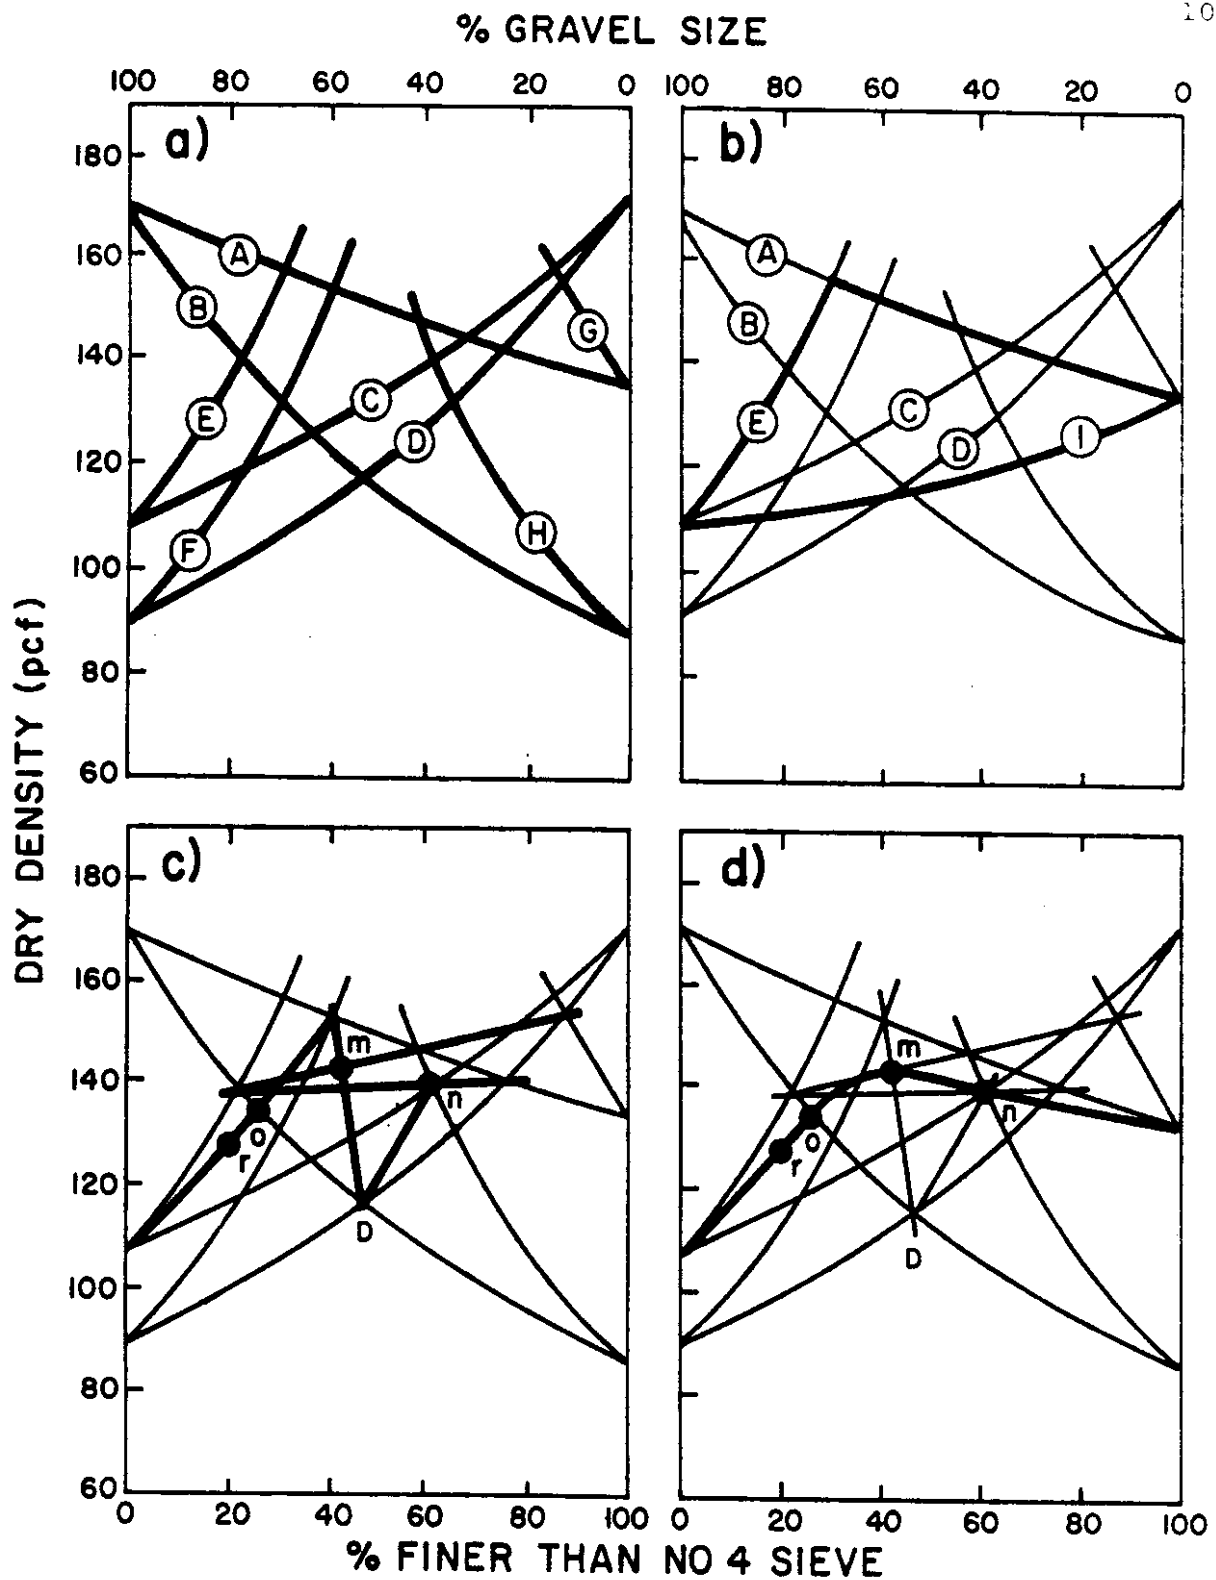 10
% GRAVEL SIZE
100 80 60 40 20 0
100 80 60 40 20 0
a)
b)
180
160
140
120
100
80
60
A
B
C
D
E
F
G
H
A
B
C
D
E
I
DRY DENSITY (pcf)
c)
d)
180
160
140
120
100
80
60
m
n
o
r
D
m
n
o
r
D
0 20 40 60 80 100
0 20 40 60 80 100
% FINER THAN NO 4 SIEVE